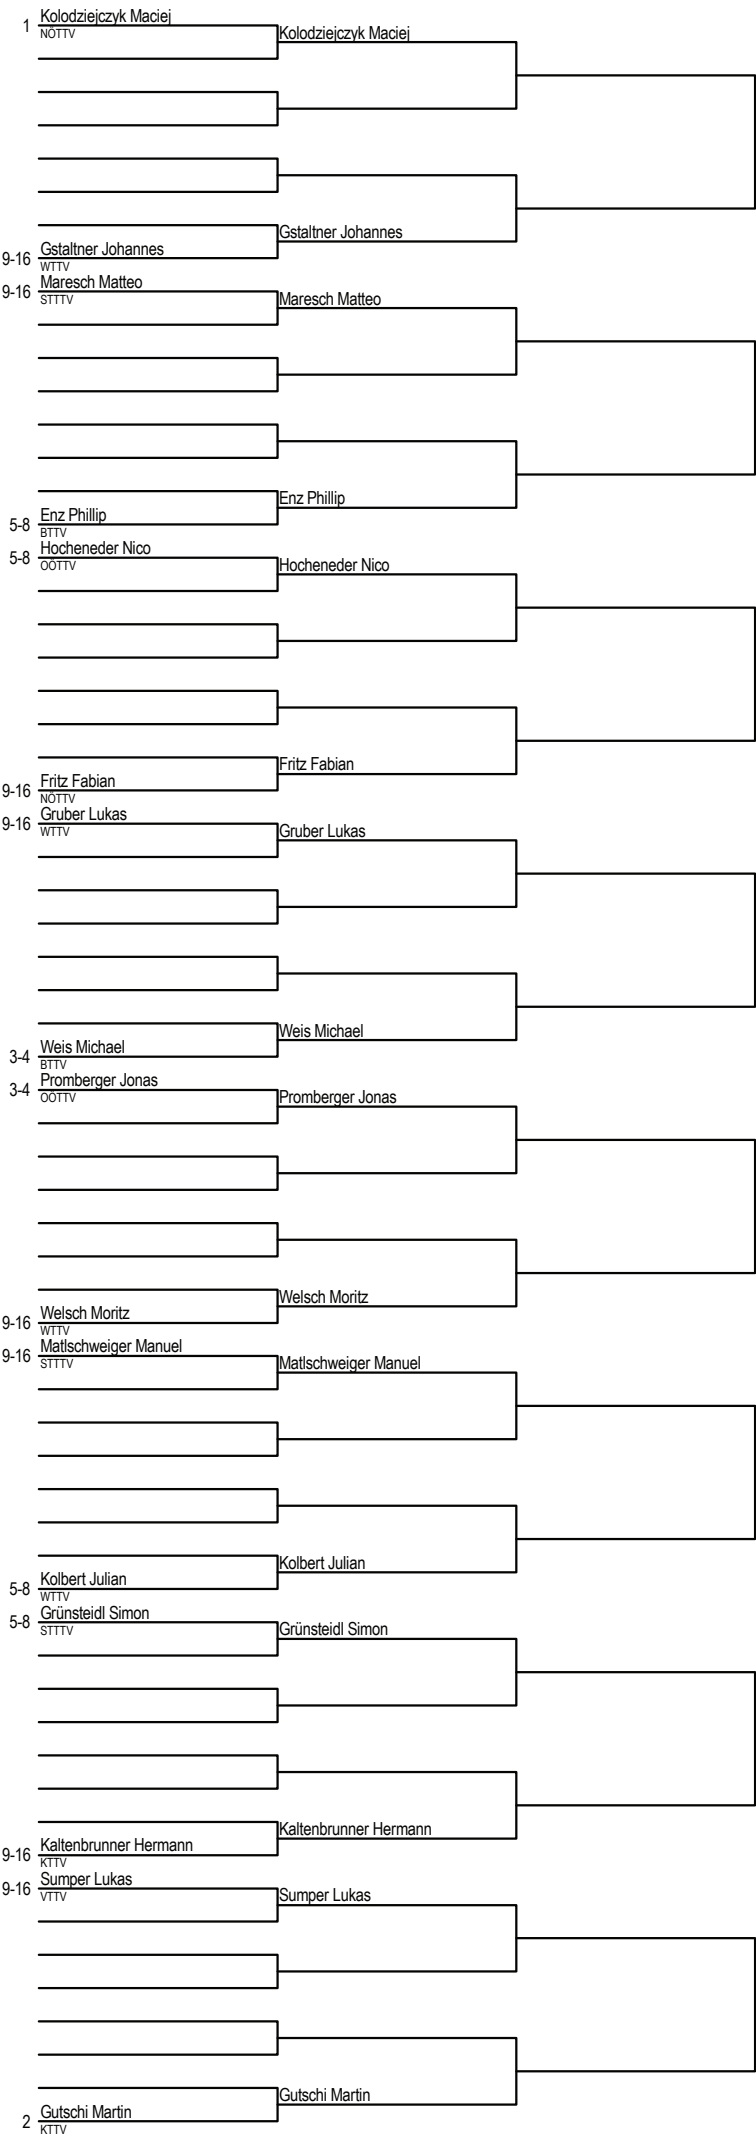 Kolodziejczyk Maciej
1
NÖTTV
Kolodziejczyk Maciej
Gstaltner Johannes
9-16
Gstaltner Johannes
WTTV
9-16
Maresch Matteo
STTTV
Maresch Matteo
Enz Phillip
5-8
Enz Phillip
BTTV
5-8
Hocheneder Nico
OÖTTV
Hocheneder Nico
Fritz Fabian
9-16
Fritz Fabian
NÖTTV
9-16
Gruber Lukas
WTTV
Gruber Lukas
Weis Michael
3-4
Weis Michael
BTTV
3-4
Promberger Jonas
OÖTTV
Promberger Jonas
Welsch Moritz
9-16
Welsch Moritz
WTTV
9-16
Matlschweiger Manuel
STTTV
Matlschweiger Manuel
Kolbert Julian
5-8
Kolbert Julian
WTTV
5-8
Grünsteidl Simon
STTTV
Grünsteidl Simon
Kaltenbrunner Hermann
9-16
Kaltenbrunner Hermann
KTTV
9-16
Sumper Lukas
VTTV
Sumper Lukas
Gutschi Martin
2
Gutschi Martin
KTTV